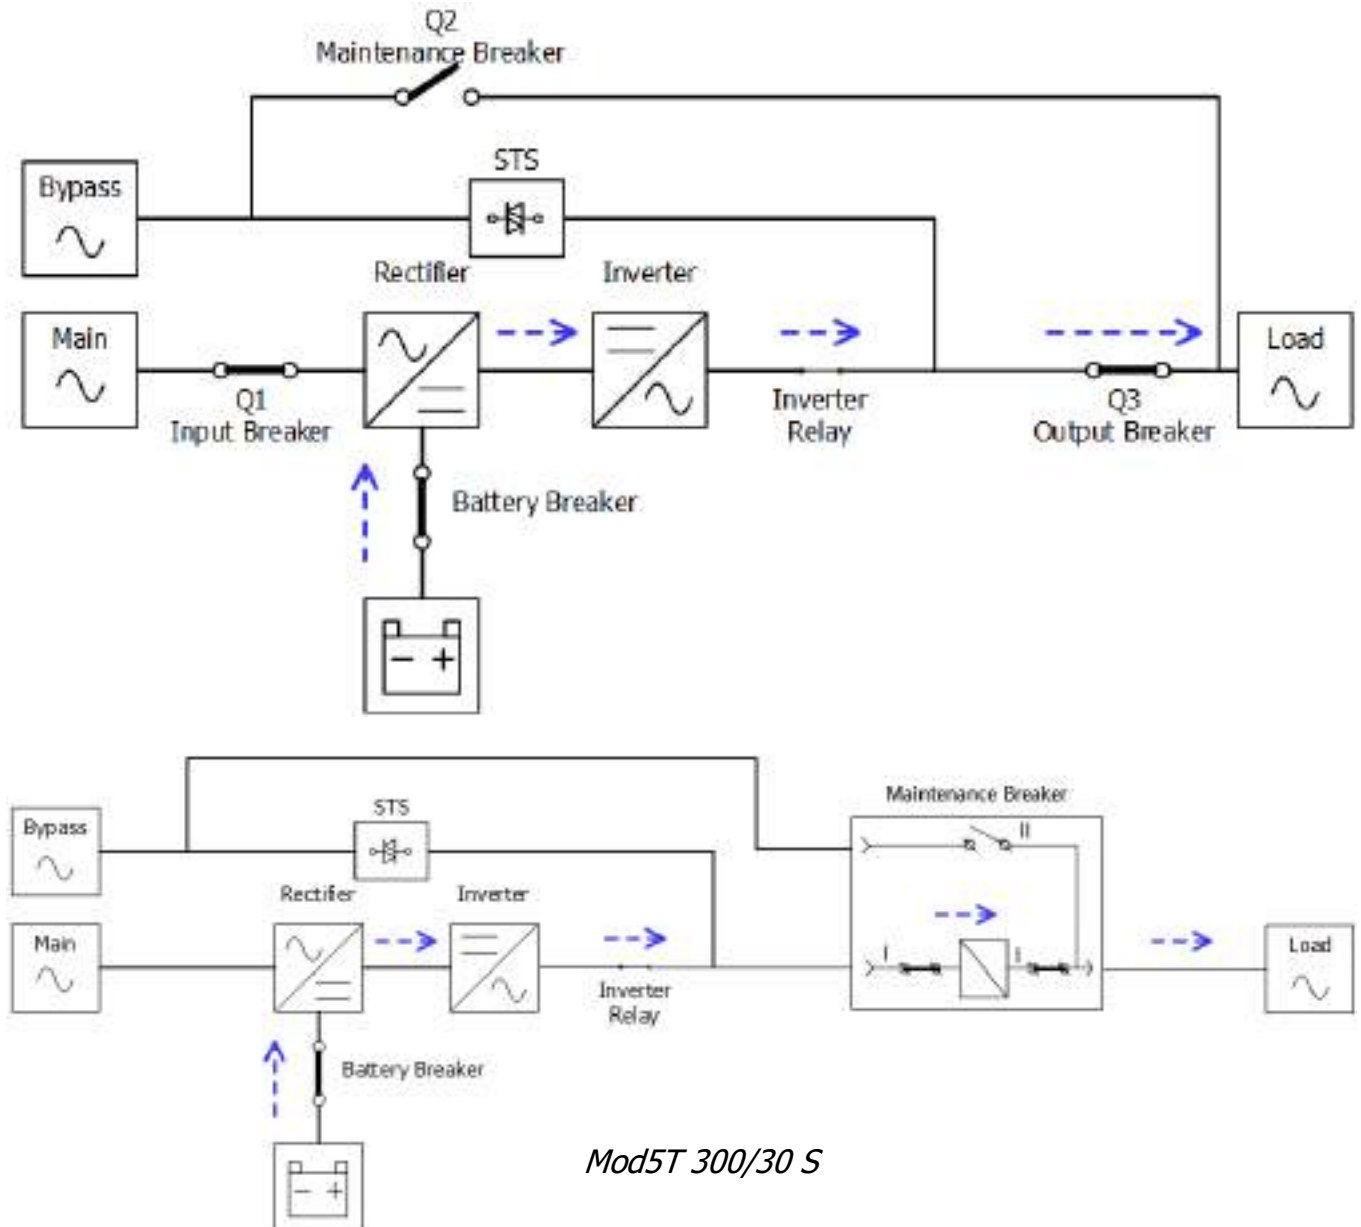 Q2
Maintenance Breaker
STS
Bypass
Rectifier
Inverter
Main
Load
Q1
Input Breaker
Inverter
Relay
Q3
Output Breaker
Battery Breaker
- +
Maintenance Breaker
STS
Bypass
II
Rectifier
Inverter
Main
I
I
Load
Inverter
Relay
Battery Breaker
Mod5T 300/30 S
- +